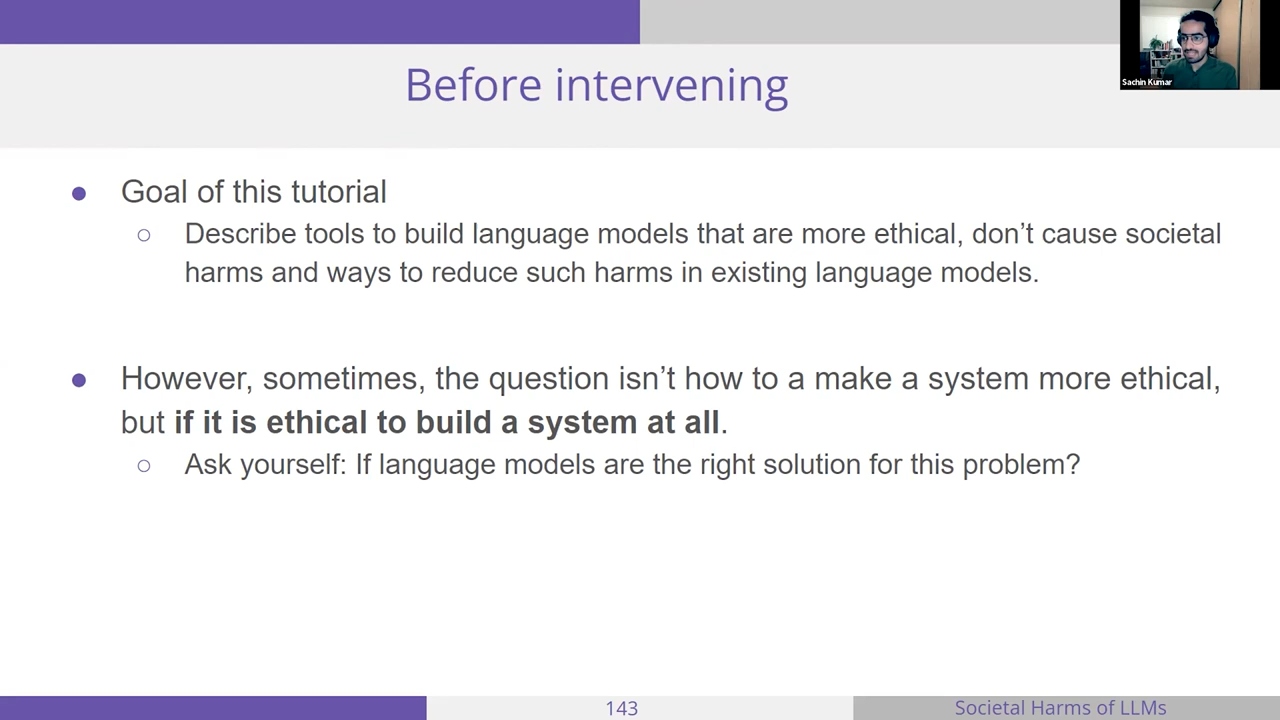 Sachin Kumar
Before intervening
● Goal of this tutorial
○ Describe tools to build language models that are more ethical, don’t cause societal
harms and ways to reduce such harms in existing language models.
● However, sometimes, the question isn’t how to a make a system more ethical,
but if it is ethical to build a system at all.
○ Ask yourself: If language models are the right solution for this problem?
143
Societal Harms of LLMs